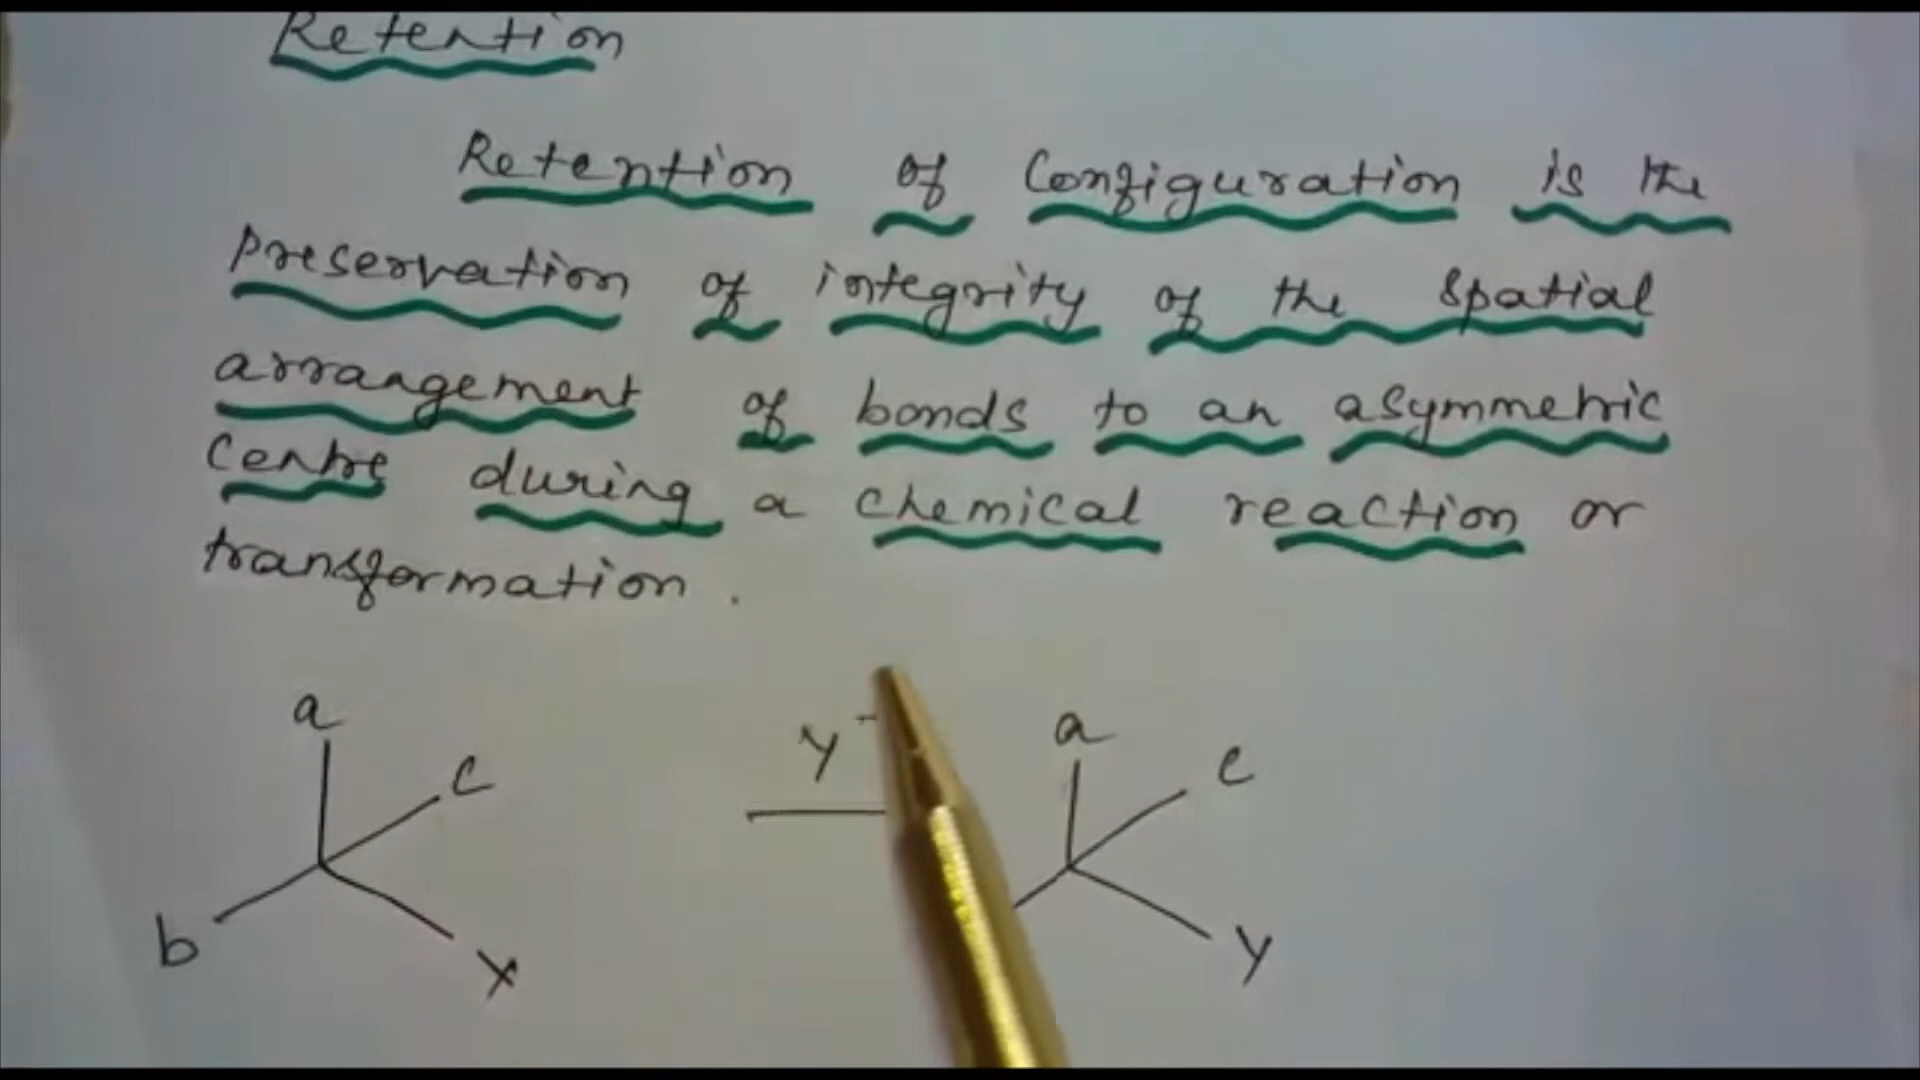 Retention
Retention of Configuration is the
preservation of integrity of the spatial
arrangement of bonds to an asymmetric
Centre during a chemical reaction or
transformation.
a
c
b
x
y-
a
c
y